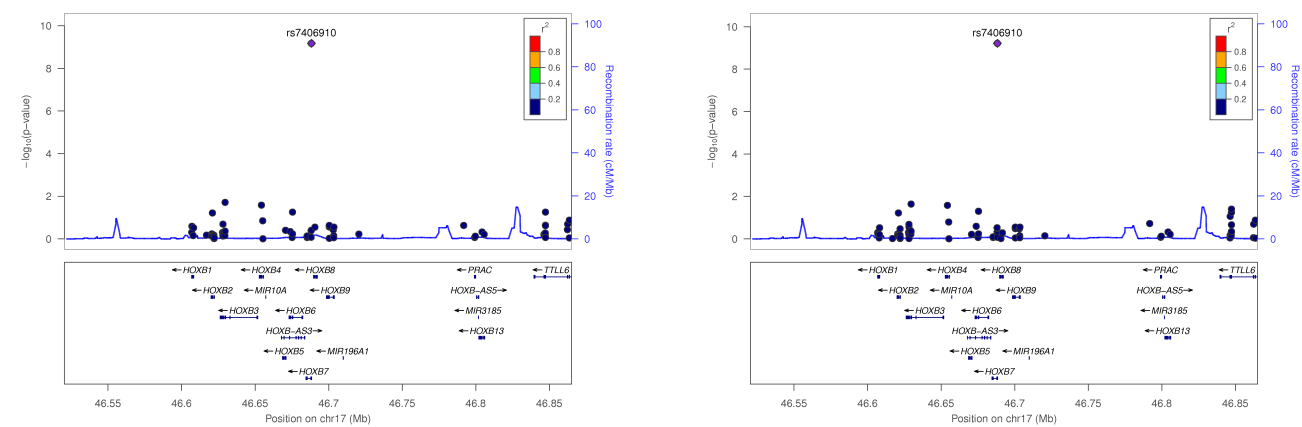 rs7406910
10
8
6
4
2
0
−log10(p−value)
r2
0.8
0.6
0.4
0.2
100
80
60
40
20
0
Recombination rate (cM/Mb)
HOXB1 HOXB4 HOXB8 PRAC TTLL6
HOXB2 MIR10A HOXB9 HOXB−AS5
HOXB3 HOXB6 MIR3185
HOXB−AS3 HOXB13
HOXB5 MIR196A1
HOXB7
46.55 46.6 46.65 46.7 46.75 46.8 46.85
Position on chr17 (Mb)
rs7406910
10
8
6
4
2
0
−log10(p−value)
r2
0.8
0.6
0.4
0.2
100
80
60
40
20
0
Recombination rate (cM/Mb)
HOXB1 HOXB4 HOXB8 PRAC TTLL6
HOXB2 MIR10A HOXB9 HOXB−AS5
HOXB3 HOXB6 MIR3185
HOXB−AS3 HOXB13
HOXB5 MIR196A1
HOXB7
46.55 46.6 46.65 46.7 46.75 46.8 46.85
Position on chr17 (Mb)